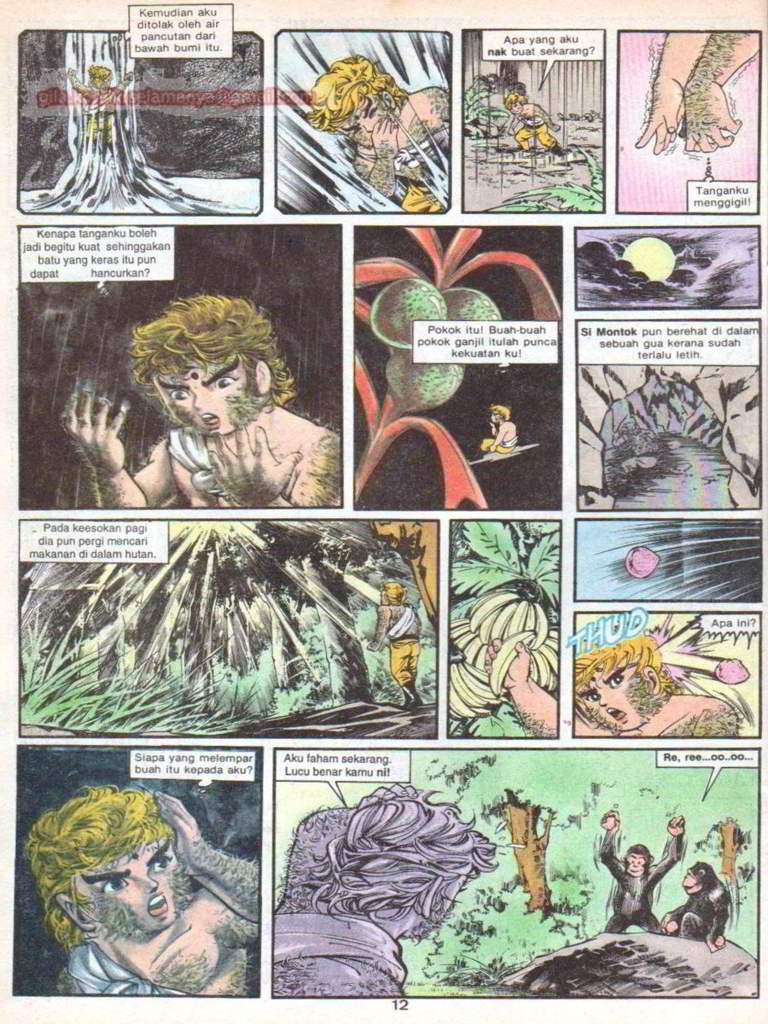 Kemudian aku
ditolak oleh air
pancutan dari
bawah bumi itu.
Apa yang aku
nak buat sekarang?
Tanganku
menggigil!
Kenapa tanganku boleh
jadi begitu kuat sehinggakan
batu yang keras itu pun
dapat hancurkan?
Pokok itu! Buah-buah
pokok ganjil itulah punca
kekuatan ku!
Si Montok pun berehat di dalam
sebuah gua kerana sudah
terlalu letih.
Pada keesokan pagi
dia pun pergi mencari
makanan di dalam hutan.
THUD
Apa ini?
Siapa yang melempar
buah itu kepada aku?
Aku faham sekarang.
Lucu benar kamu ni!
Re, ree...oo..oo...
12